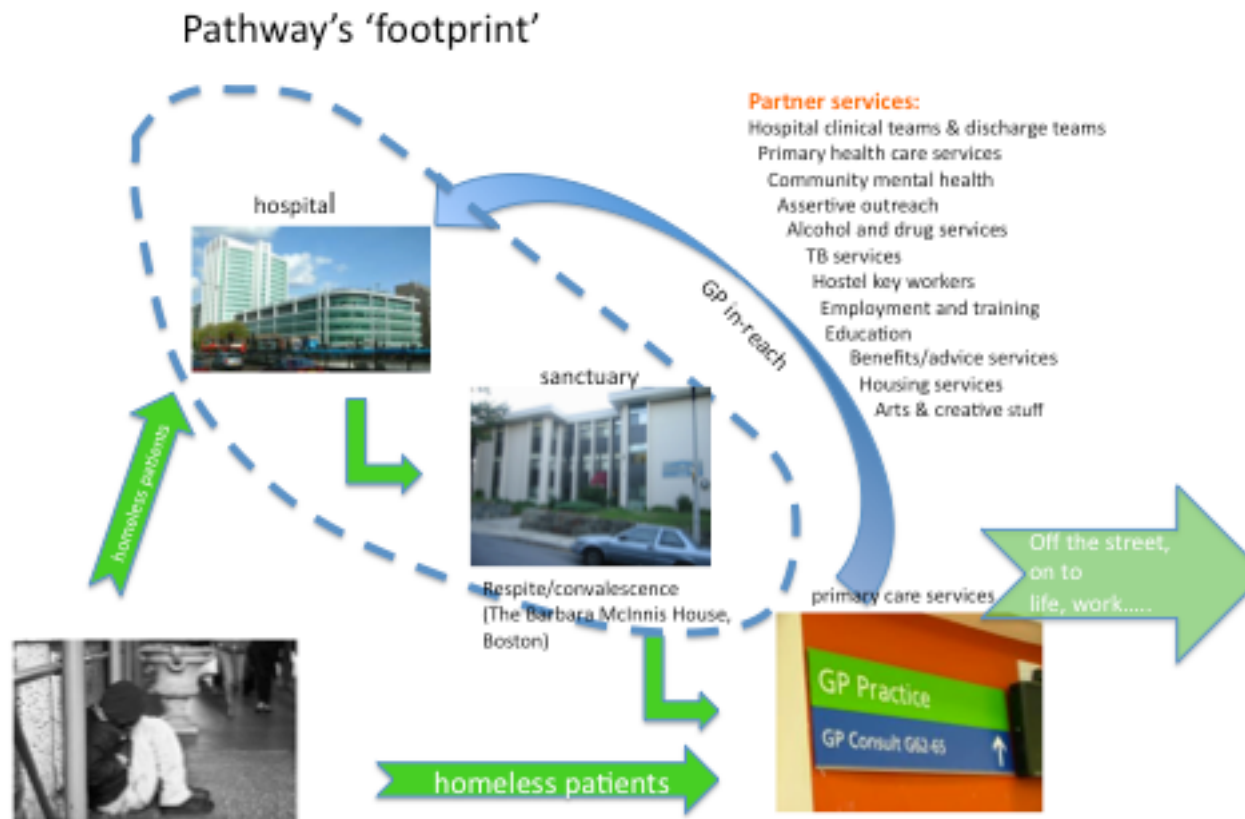 Pathway's 'footprint'
Partner services:
Hospital clinical teams & discharge teams
Primary health care services
Community mental health
Assertive outreach
Alcohol and drug services
TB services
Hostel key workers
Employment and training
Education
Benefits/advice services
Housing services
Arts & creative stuff
hospital
GP in-reach
sanctuary
homeless patients
Respite/convalescence
(The Barbara McInnis House,
Boston)
primary care services
Off the street,
on to
life, work.....
GP Practice
GP Consult G62-65
homeless patients